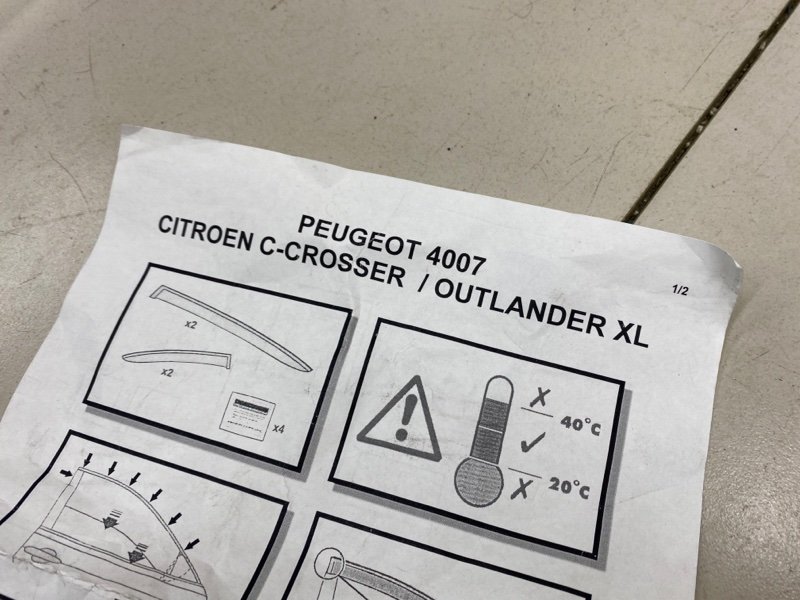 PEUGEOT 4007
CITROEN C-CROSSER / OUTLANDER XL
1/2
x2
x2
x4
40°C
20°C